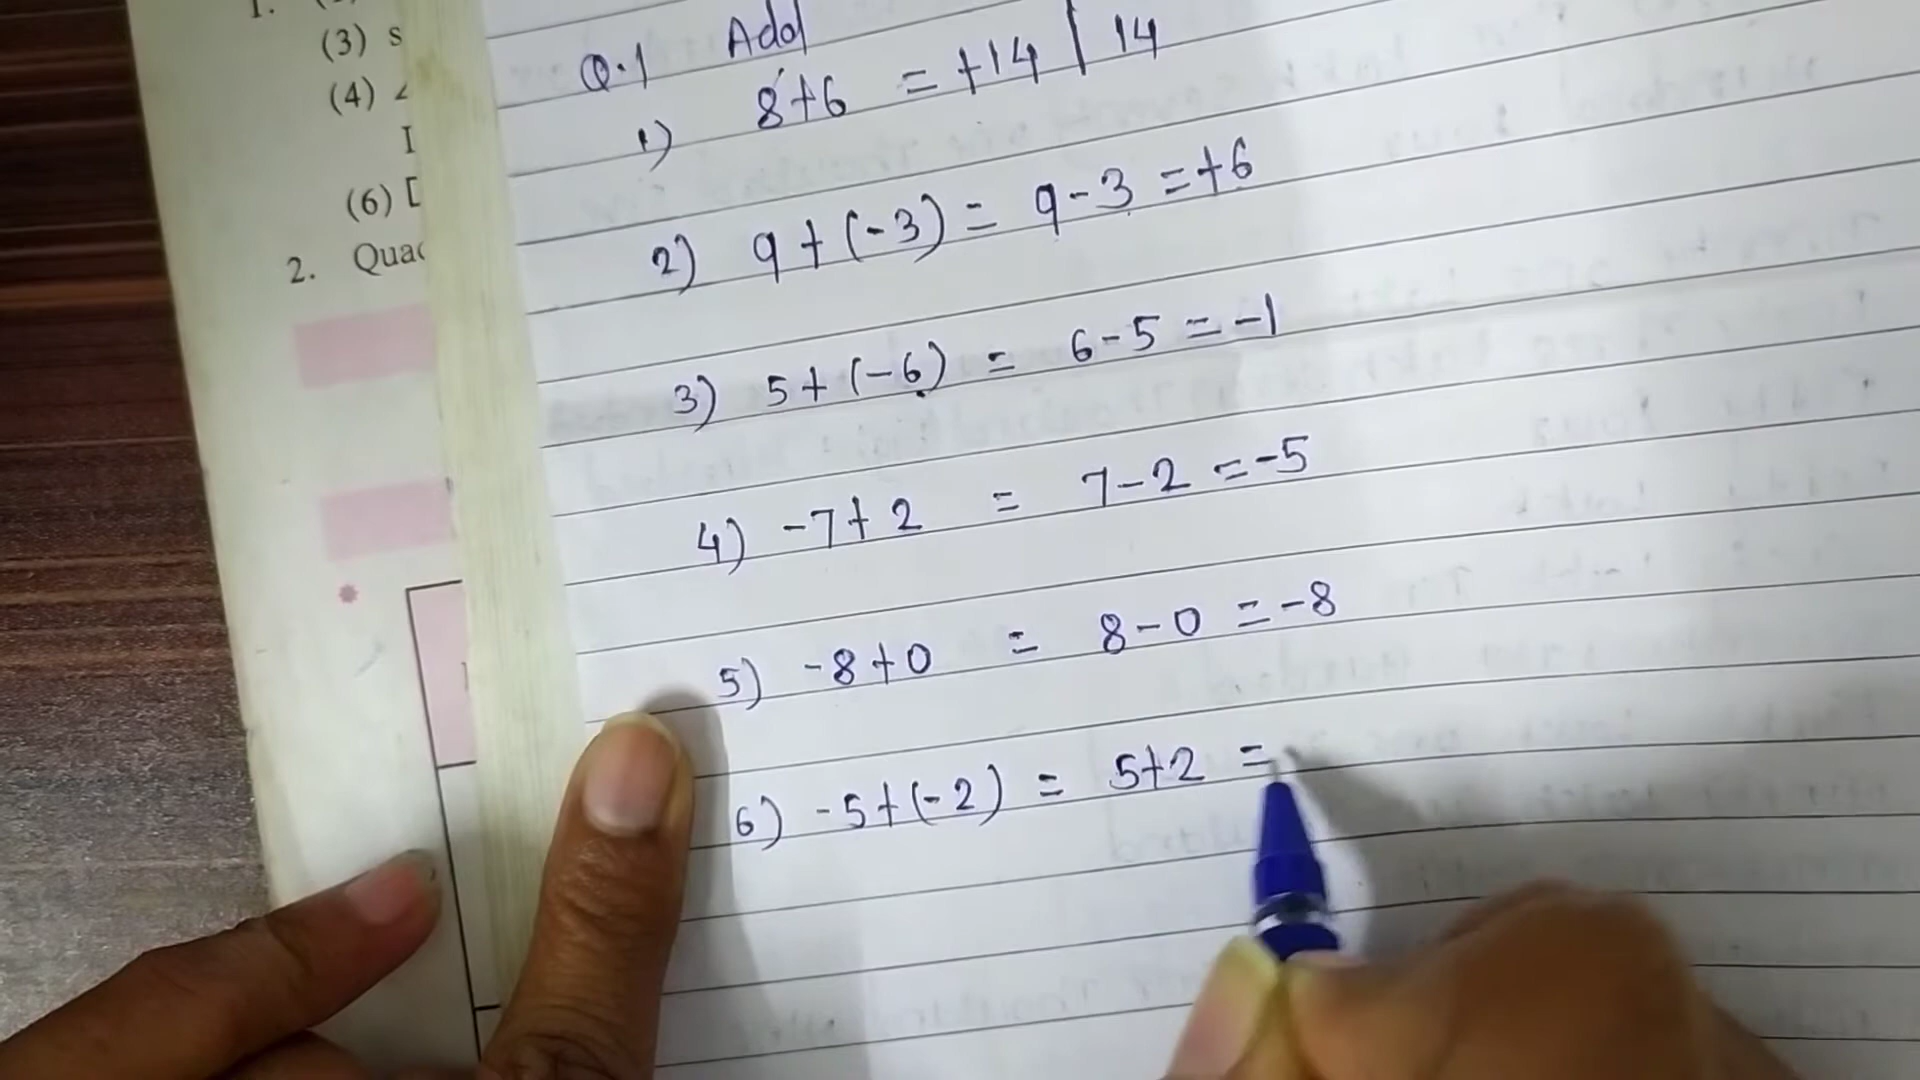 1.
(3) s
(4) ∠
I
(6) [
2. Quad
Q.1 Add
1) 8+6 = +14 | 14
2) 9 + (-3) = 9-3 = +6
3) 5 + (-6) = 6-5 = -1
4) -7+2 = 7-2 = -5
5) -8+0 = 8-0 = -8
6) -5+(-2) = 5+2 =